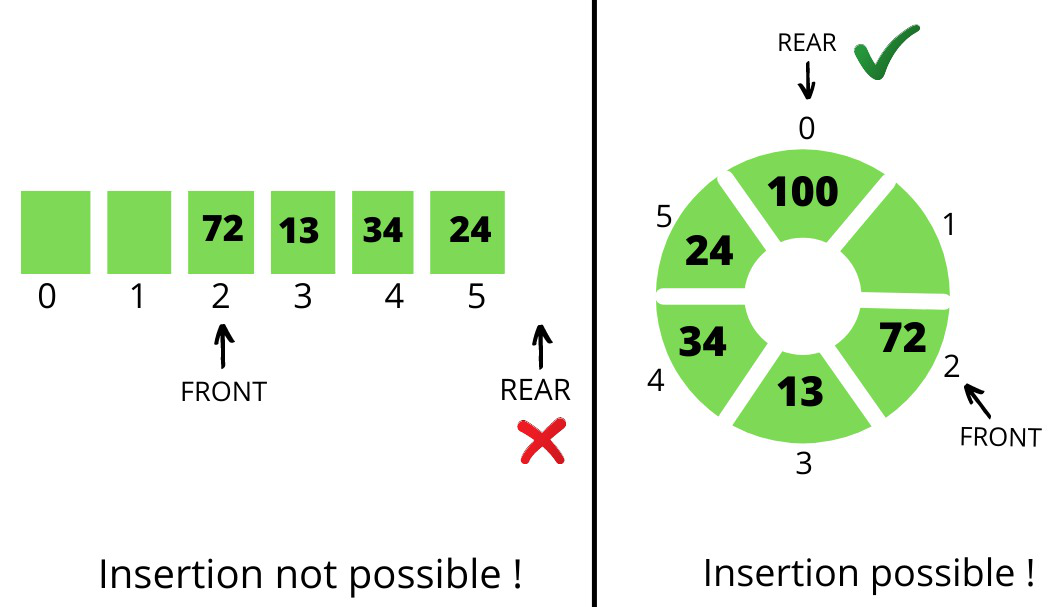 72 13 34 24
0 1 2 3 4 5
FRONT REAR
Insertion not possible !
REAR
0
100
5 1
24
34 72
4 2
13
FRONT
3
Insertion possible !